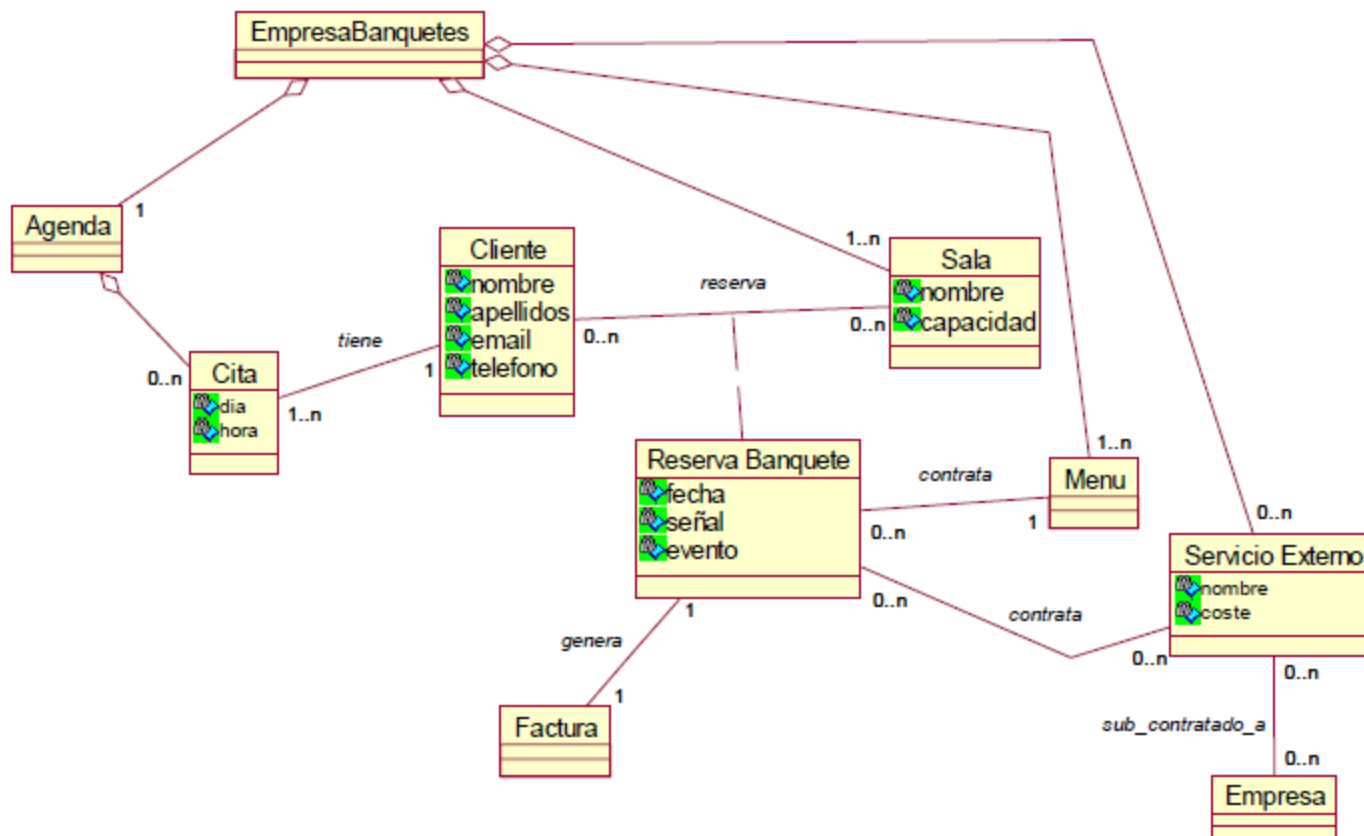 EmpresaBanquetes
Agenda
1
Cliente
nombre
apellidos
email
telefono
reserva
0..n
0..n
1..n
Sala
nombre
capacidad
tiene
1
1..n
0..n
Cita
dia
hora
Reserva Banquete
fecha
señal
evento
contrata
0..n
1
1..n
Menu
0..n
Servicio Externo
nombre
coste
0..n
contrata
0..n
0..n
1
genera
1
Factura
sub_contratado_a
0..n
Empresa